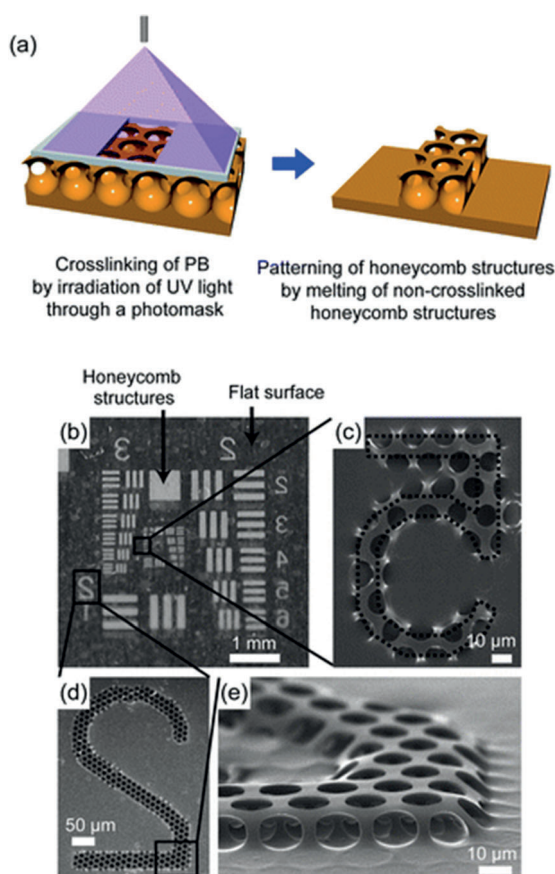 (a)
Crosslinking of PB
by irradiation of UV light
through a photomask
Patterning of honeycomb structures
by melting of non-crosslinked
honeycomb structures
Honeycomb
structures
Flat surface
(b)
3
2
2
3
4
5
6
2
1
1 mm
(c)
10 µm
(d)
50 µm
(e)
10 µm